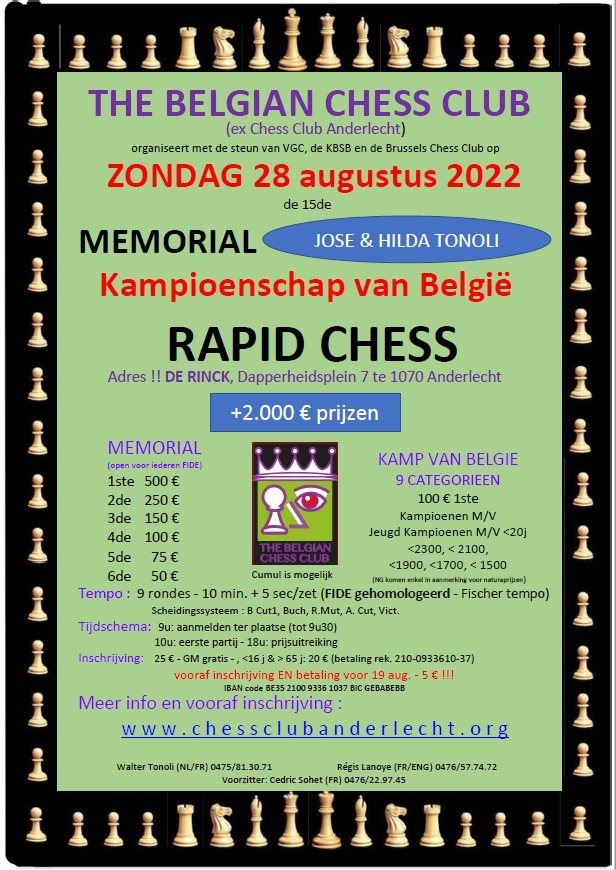 THE BELGIAN CHESS CLUB
(ex Chess Club Anderlecht)
organiseert met de steun van VGC, de KBSB en de Brussels Chess Club op
ZONDAG 28 augustus 2022
de 15de
MEMORIAL JOSE & HILDA TONOLI
Kampioenschap van België
RAPID CHESS
Adres !! DE RINCK, Dapperheidsplein 7 te 1070 Anderlecht
+2.000 € prijzen
MEMORIAL
(open voor iederen FIDE)
1ste 500 €
2de 250 €
3de 150 €
4de 100 €
5de 75 €
6de 50 €
THE BELGIAN
CHESS CLUB
Cumul is mogelijk
KAMP VAN BELGIE
9 CATEGORIEEN
100 € 1ste
Kampioenen M/V
Jeugd Kampioenen M/V <20j
<2300, < 2100,
<1900, <1700, < 1500
(NG komen enkel in aanmerking voor naturaprijzen)
Tempo : 9 rondes - 10 min. + 5 sec/zet (FIDE gehomologeerd - Fischer tempo)
Scheidingssysteem : B Cut1, Buch, R.Mut, A. Cut, Vict.
Tijdschema: 9u: aanmelden ter plaatse (tot 9u30)
10u: eerste partij - 18u: prijsuitreiking
Inschrijving: 25 € - GM gratis - , <16 j & > 65 j: 20 € (betaling rek. 210-0933610-37)
vooraf inschrijving EN betaling voor 19 aug. - 5 € !!!
IBAN code BE35 2100 9336 1037 BIC GEBABEBB
Meer info en vooraf inschrijving :
www.chessclubanderlecht.org
Walter Tonoli (NL/FR) 0475/81.30.71 Régis Lanoye (FR/ENG) 0476/57.74.72
Voorzitter: Cedric Sohet (FR) 0476/22.97.45